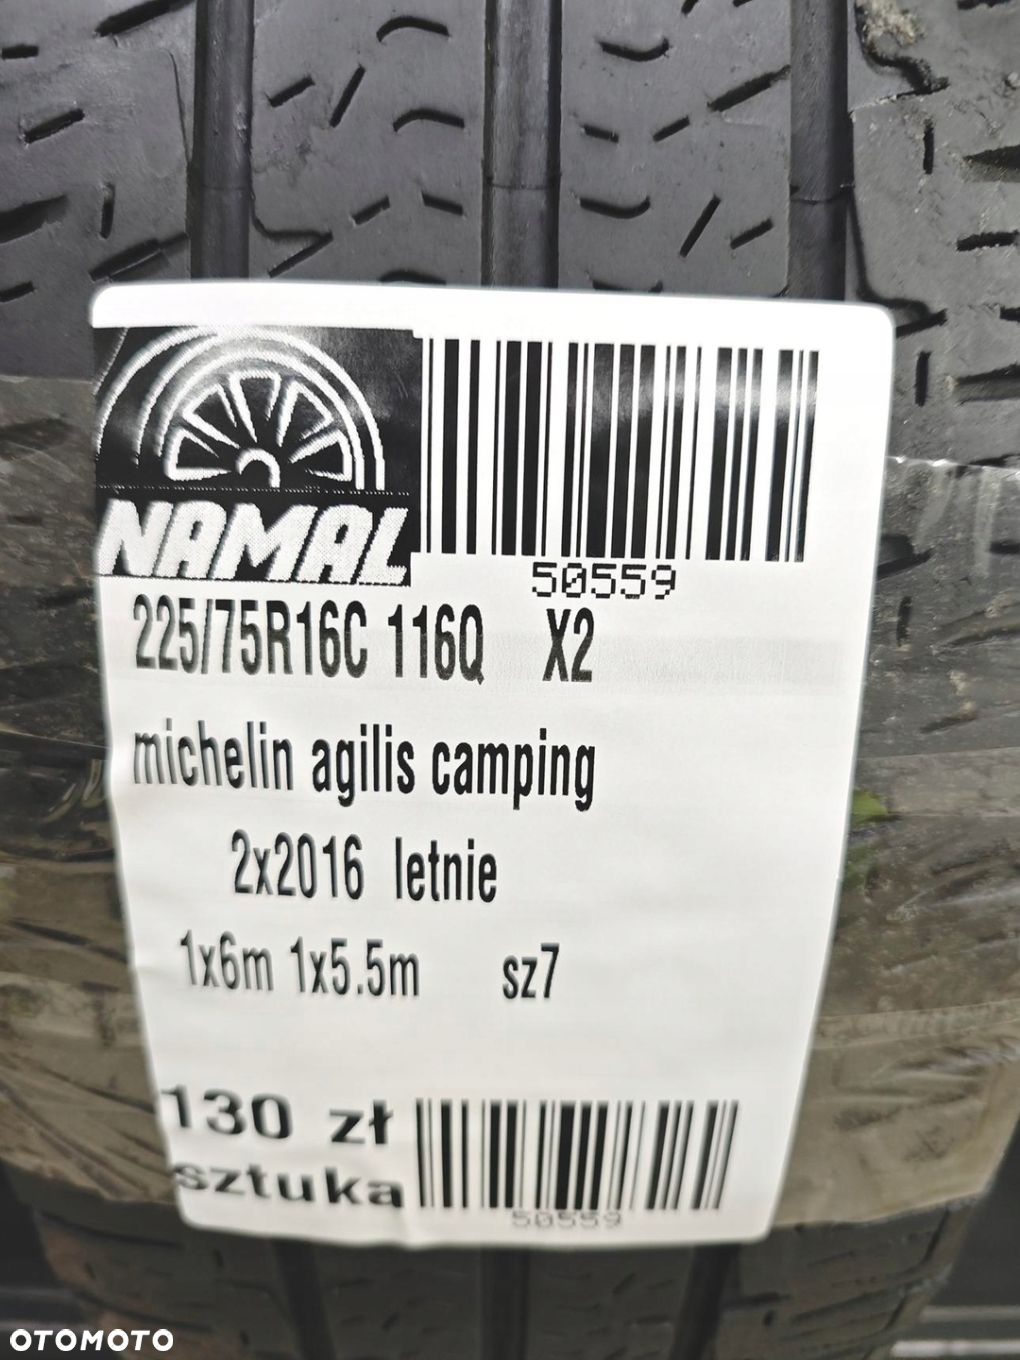 NAMAL
50559
225/75R16C 116Q X2
michelin agilis camping
2x2016 letnie
1x6m 1x5.5m sz7
130 zł
sztuka
50559
OTOMOTO